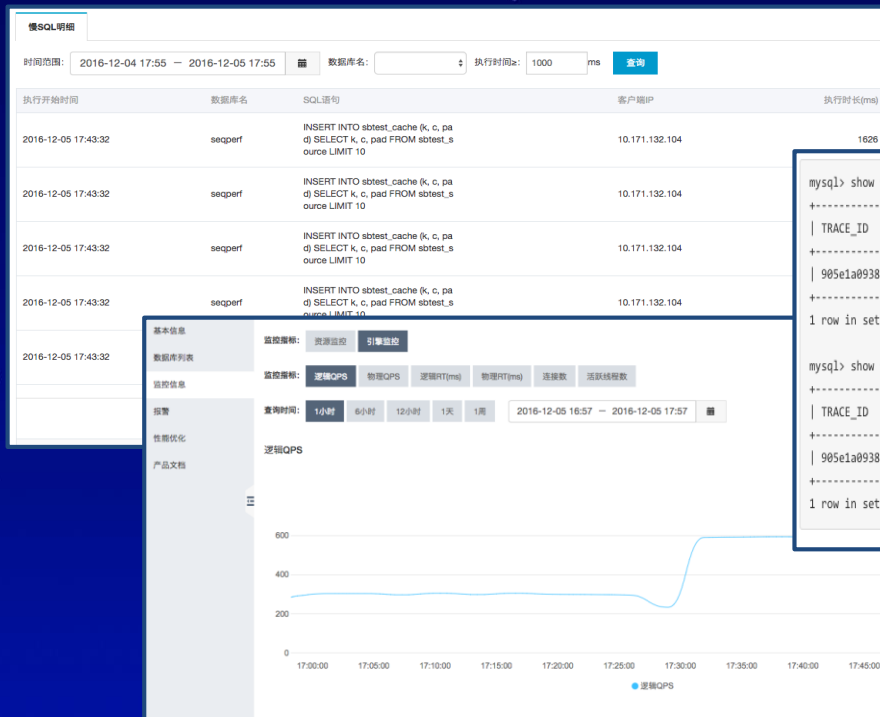 慢SQL明细
时间范围: 2016-12-04 17:55 － 2016-12-05 17:55 数据库名: 执行时间≥: 1000 ms 查询
执行开始时间 数据库名 SQL语句 客户端IP 执行时长(ms)
2016-12-05 17:43:32 seqperf INSERT INTO sbtest_cache (k, c, pa
d) SELECT k, c, pad FROM sbtest_s
ource LIMIT 10
10.171.132.104 1626
2016-12-05 17:43:32 seqperf INSERT INTO sbtest_cache (k, c, pa
d) SELECT k, c, pad FROM sbtest_s
ource LIMIT 10
10.171.132.104
2016-12-05 17:43:32 seqperf INSERT INTO sbtest_cache (k, c, pa
d) SELECT k, c, pad FROM sbtest_s
ource LIMIT 10
10.171.132.104
2016-12-05 17:43:32 seqperf INSERT INTO sbtest_cache (k, c, pa
d) SELECT k, c, pad FROM sbtest_s
ource LIMIT 10
10.171.132.104
2016-12-05 17:43:32
mysql> show
+-----------
| TRACE_ID
+-----------
| 905e1a0938
+-----------
1 row in set
mysql> show
+-----------
| TRACE_ID
+-----------
| 905e1a0938
+-----------
1 row in set
基本信息
数据库列表
监控信息
报警
性能优化
产品文档
监控指标: 资源监控 引擎监控
监控指标: 逻辑QPS 物理QPS 逻辑RT(ms) 物理RT(ms) 连接数 活跃线程数
查询时间: 1小时 6小时 12小时 1天 1周 2016-12-05 16:57 － 2016-12-05 17:57
逻辑QPS
600
400
200
0
17:00:00 17:05:00 17:10:00 17:15:00 17:20:00 17:25:00 17:30:00 17:35:00 17:40:00 17:45:00
逻辑QPS